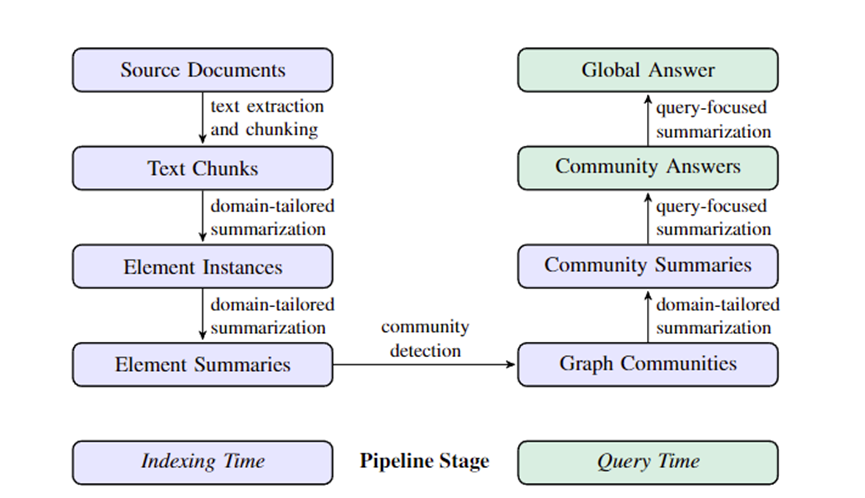 Source Documents
text extraction
and chunking
Text Chunks
domain-tailored
summarization
Element Instances
domain-tailored
summarization
Element Summaries
community
detection
Graph Communities
domain-tailored
summarization
Community Summaries
query-focused
summarization
Community Answers
query-focused
summarization
Global Answer
Indexing Time
Pipeline Stage
Query Time